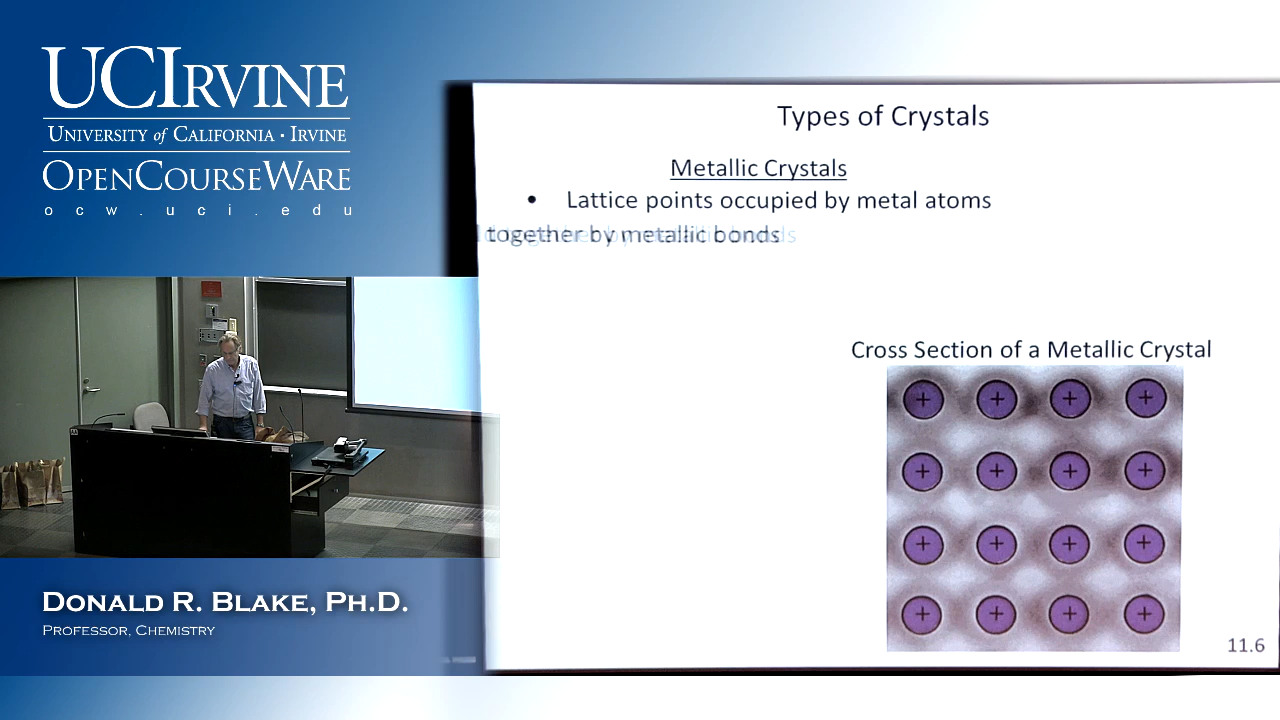 UCIRVINE
UNIVERSITY of CALIFORNIA · IRVINE
OPENCOURSEWARE
ocw.uci.edu
DONALD R. BLAKE, PH.D.
PROFESSOR, CHEMISTRY
Types of Crystals
Metallic Crystals
• Lattice points occupied by metal atoms
together by metallic bonds
Cross Section of a Metallic Crystal
+ + + +
+ + + +
+ + + +
+ + + +
11.6